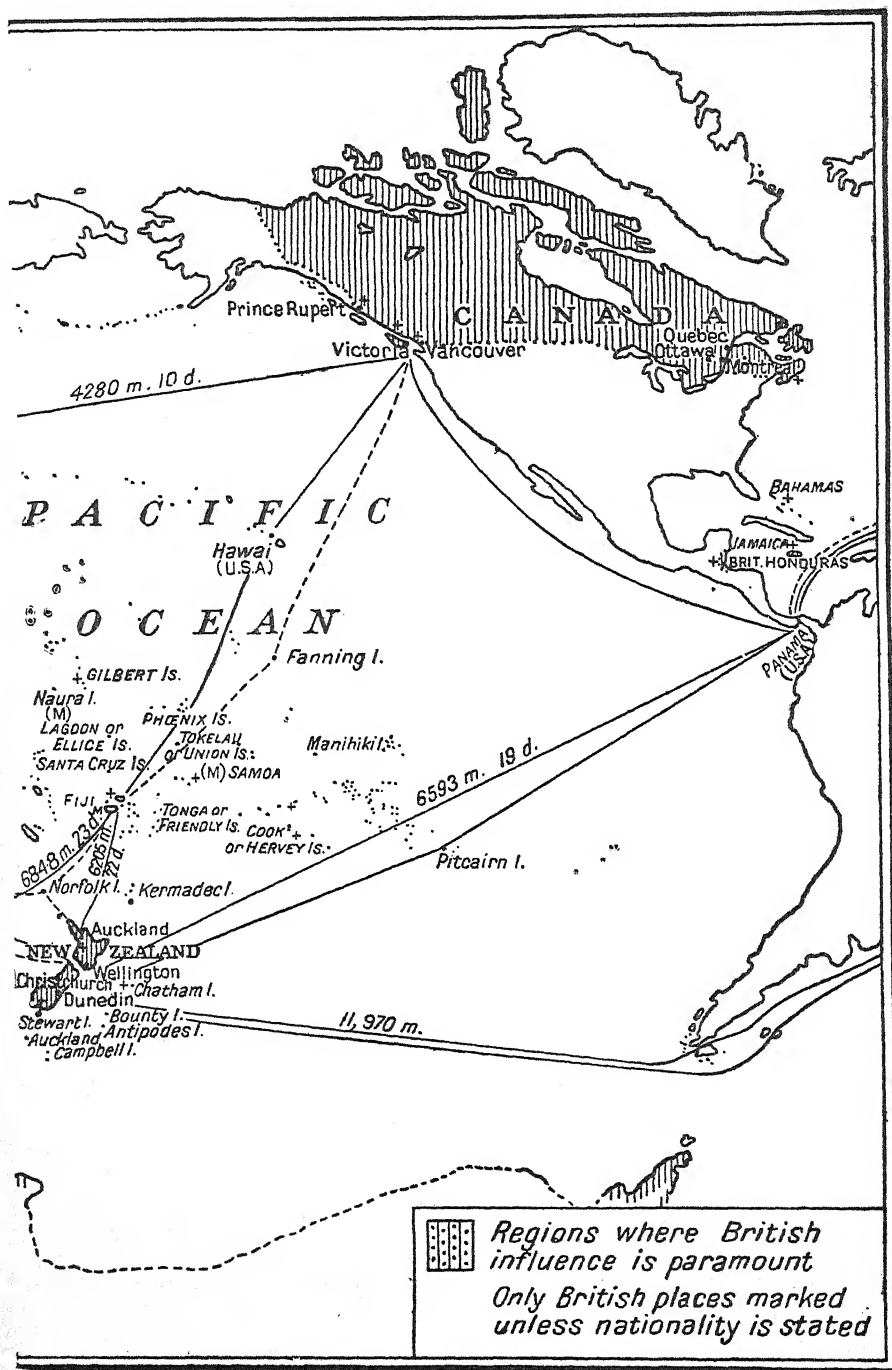 CANADA
Prince Rupert
Quebec
Ottawa
Victoria Vancouver
Montreal
4280 m. 10 d.
PACIFIC
BAHAMAS
Hawai
(U.S.A)
JAMAICA
BRIT. HONDURAS
OCEAN
Fanning I.
PANAMA
(U.S.A)
GILBERT Is.
Naura I.
(M)
LAGOON OR
ELLICE Is.
SANTA CRUZ Is.
PHOENIX Is.
TOKELAU
or UNION Is.
(M) SAMOA
Manihiki I.
6593 m. 19 d.
FIJI
M
TONGA OR
FRIENDLY Is.
COOK
OR HERVEY Is.
6848 m. 23 d.
Pitcairn I.
Norfolk I.
Kermadec I.
Auckland
NEW ZEALAND
Wellington
Christchurch
Chatham I.
Dunedin
Stewart I.
Bounty I.
Auckland
Antipodes I.
Campbell I.
11,970 m.
Regions where British
influence is paramount
Only British places marked
unless nationality is stated